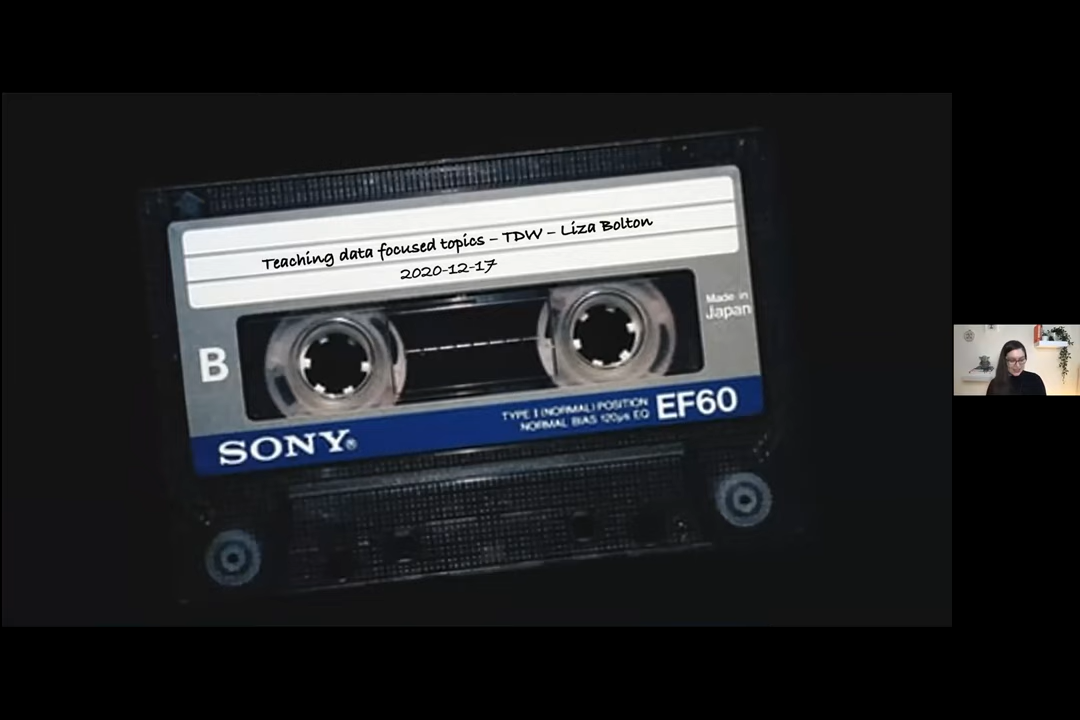 Teaching data focused topics – TDW – Liza Bolton
2020-12-17
Made in
Japan
B
TYPE I (NORMAL) POSITION
NORMAL BIAS 120μs EQ
EF60
SONY®